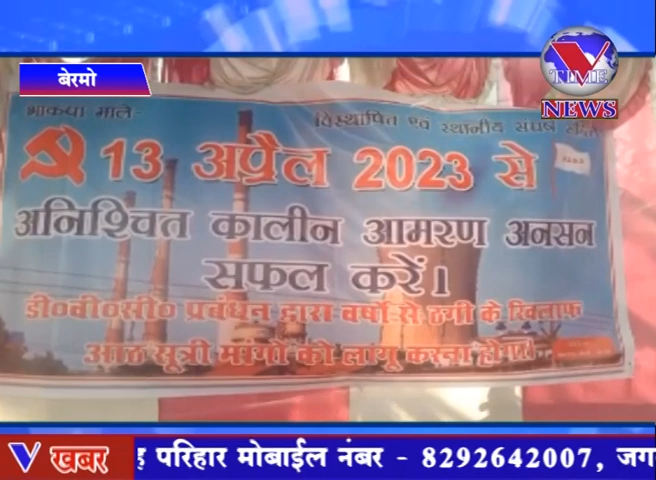 बेरमो
V
TIME
NEWS
भाकपा माले-
विस्थापित एवं स्थानीय संघर्ष
13 अप्रैल 2023 से
अनिश्चित कालीन आमरण अनसन
सफल करें।
डी०वी०सी० प्रबंधन द्वारा वर्षो से ठगी के खिलाफ
आठ सूत्री मांगो को लागू करना होगा।
V खबर
परिहार मोबाईल नंबर - 8292642007, जग